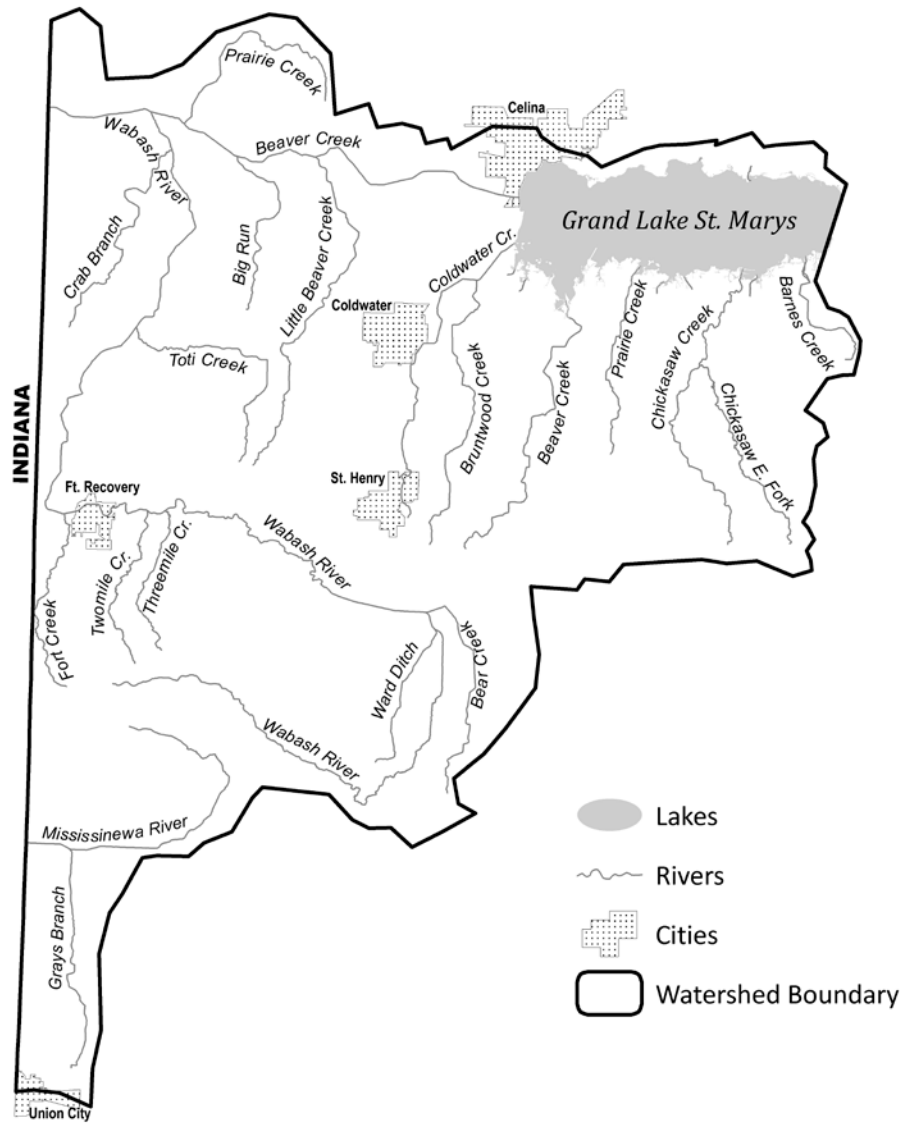 Prairie Creek
Celina
Wabash River
Beaver Creek
Grand Lake St. Marys
Crab Branch
Big Run
Little Beaver Creek
Coldwater Cr.
Coldwater
Prairie Creek
Barnes Creek
Chickasaw Creek
Toti Creek
Bruntwood Creek
Beaver Creek
Chickasaw E. Fork
INDIANA
St. Henry
Ft. Recovery
Wabash River
Twomile Cr.
Threemile Cr.
Fort Creek
Ward Ditch
Bear Creek
Wabash River
Mississinewa River
Grays Branch
Union City
Lakes
Rivers
Cities
Watershed Boundary